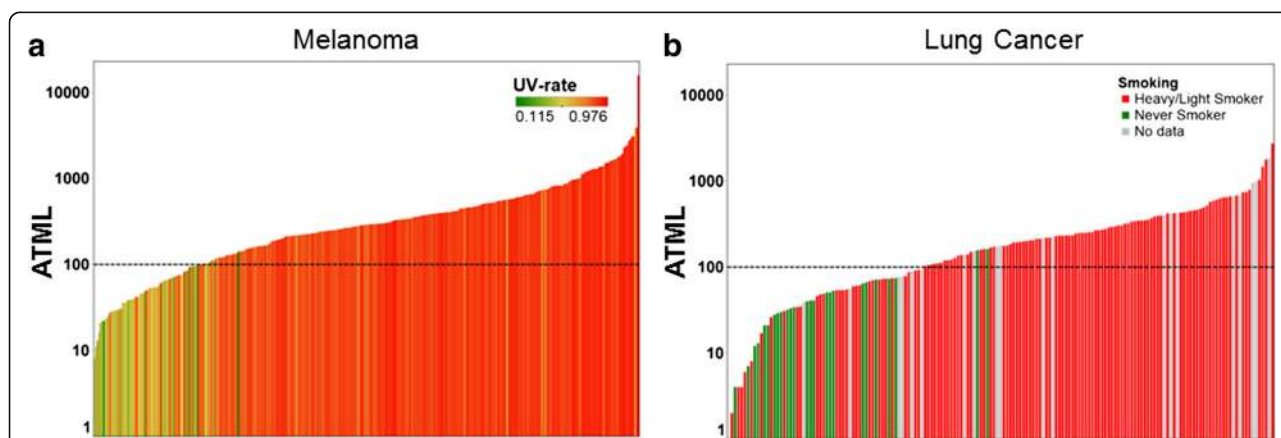 a
Melanoma
ATML
10000
1000
100
10
1
UV-rate
0.115 0.976
b
Lung Cancer
ATML
10000
1000
100
10
1
Smoking
Heavy/Light Smoker
Never Smoker
No data